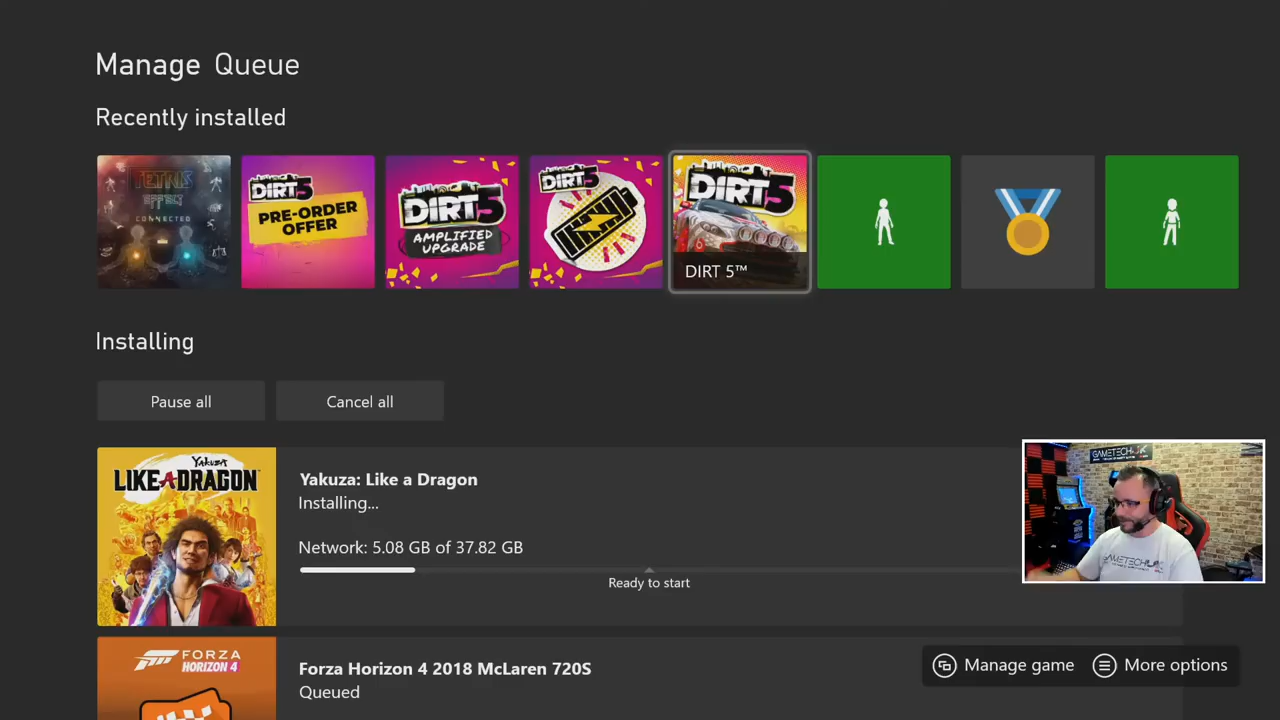 Manage Queue
Recently installed
TETRIS
EFFECT
CONNECTED
DIRT5
PRE-ORDER
OFFER
DIRT5
AMPLIFIED
UPGRADE
DIRT5
DIRT5
DIRT 5™
Installing
Pause all
Cancel all
Yakuza
LIKE A DRAGON
Yakuza: Like a Dragon
Installing...
Network: 5.08 GB of 37.82 GB
Ready to start
GAMETECHUK
GAMETECHUK
FORZA
HORIZON 4
Forza Horizon 4 2018 McLaren 720S
Queued
Manage game
More options